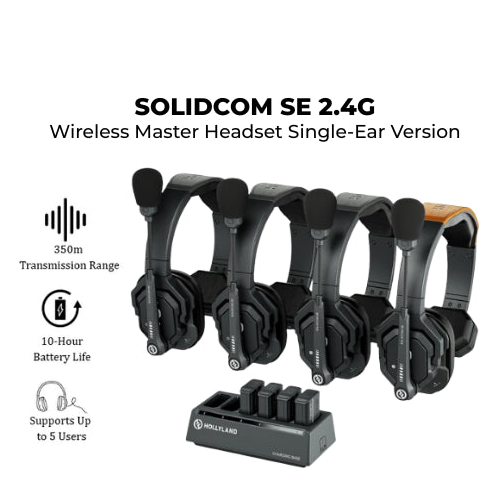 SOLIDCOM SE 2.4G
Wireless Master Headset Single-Ear Version
350m
Transmission Range
10-Hour
Battery Life
Supports Up
to 5 Users
HOLLYLAND